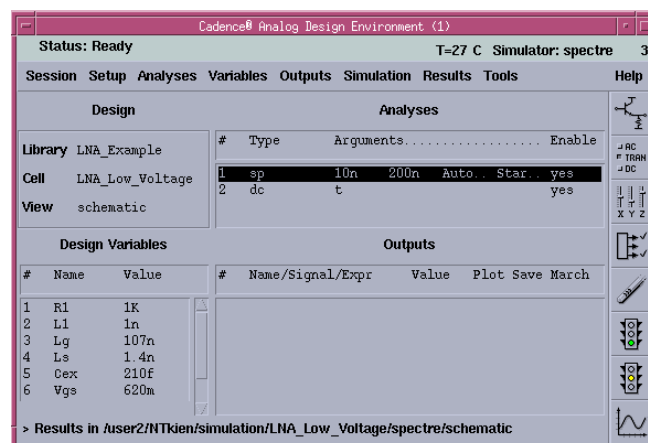 Cadence® Analog Design Environment (1)
Status: Ready T=27 C Simulator: spectre 3
Session Setup Analyses Variables Outputs Simulation Results Tools Help
Design
Library LNA_Example
Cell LNA_Low_Voltage
View schematic
Analyses
# Type Arguments.................. Enable
1 sp 10n 200n Auto.. Star.. yes
2 dc t yes
Design Variables
# Name Value
1 R1 1K
2 L1 1n
3 Lg 107n
4 Ls 1.4n
5 Cex 210f
6 Vgs 620m
Outputs
# Name/Signal/Expr Value Plot Save March
AC
TRAN
DC
X Y Z
> Results in /user2/NTkien/simulation/LNA_Low_Voltage/spectre/schematic